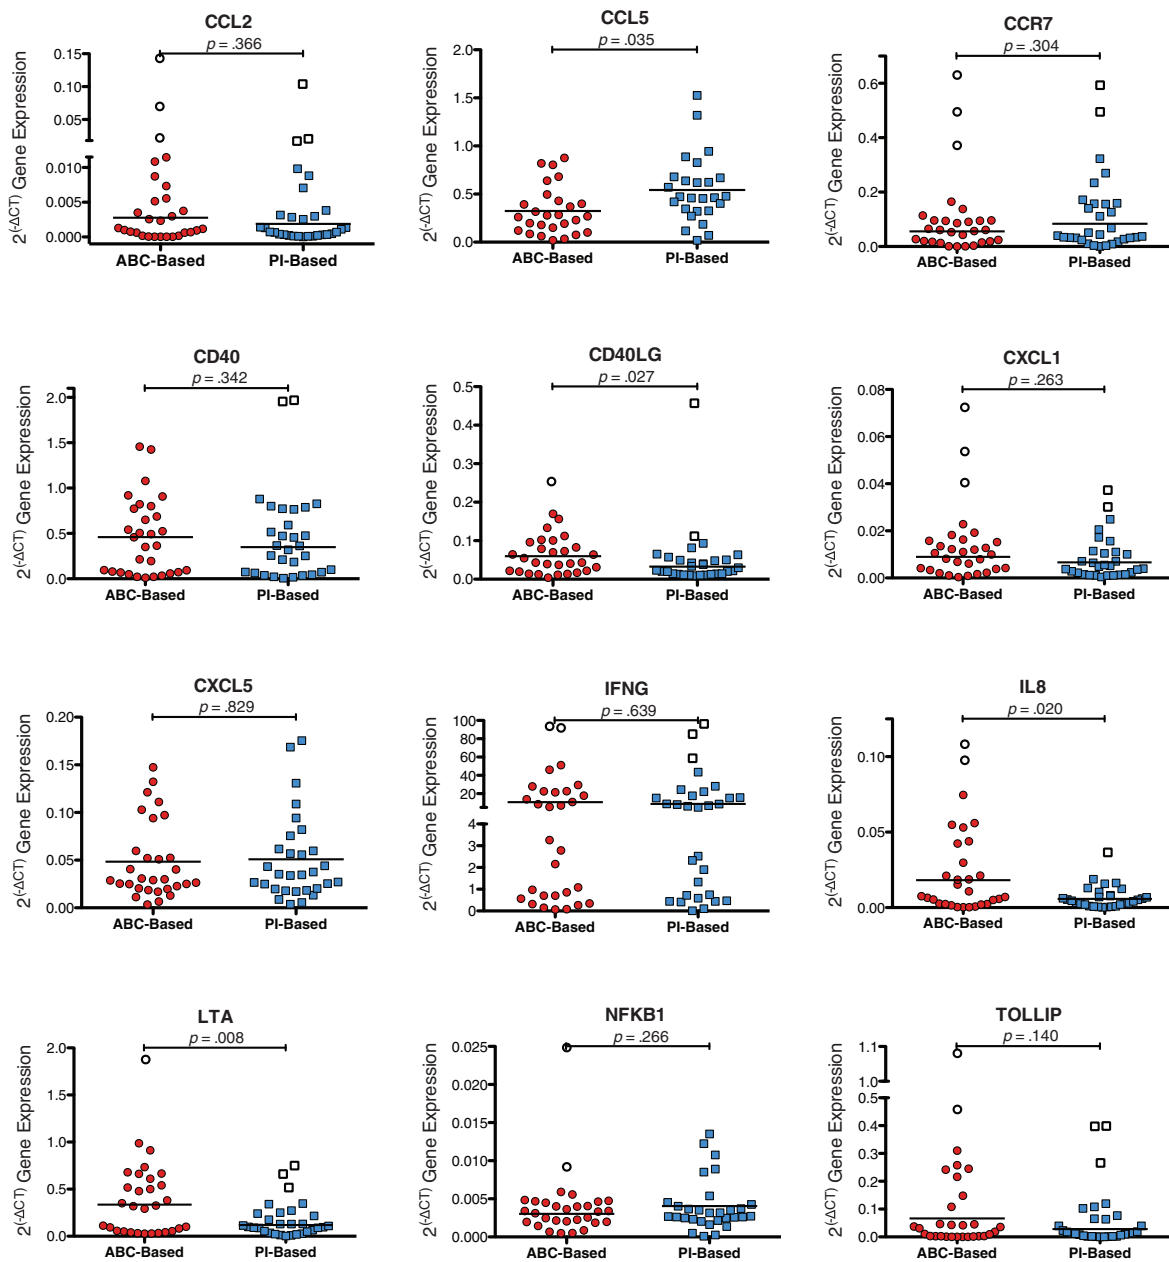 CCL2
p = .366
2(-ΔCT) Gene Expression
0.15
0.10
0.05
0.010
0.005
0.000
ABC-Based PI-Based
CCL5
p = .035
2(-ΔCT) Gene Expression
2.0
1.5
1.0
0.5
0.0
ABC-Based PI-Based
CCR7
p = .304
2(-ΔCT) Gene Expression
0.6
0.4
0.2
0.0
ABC-Based PI-Based
CD40
p = .342
2(-ΔCT) Gene Expression
2.0
1.5
1.0
0.5
0.0
ABC-Based PI-Based
CD40LG
p = .027
2(-ΔCT) Gene Expression
0.5
0.4
0.3
0.2
0.1
0.0
ABC-Based PI-Based
CXCL1
p = .263
2(-ΔCT) Gene Expression
0.08
0.06
0.04
0.02
0.00
ABC-Based PI-Based
CXCL5
p = .829
2(-ΔCT) Gene Expression
0.20
0.15
0.10
0.05
0.00
ABC-Based PI-Based
IFNG
p = .639
2(-ΔCT) Gene Expression
100
80
60
40
20
4
3
2
1
0
ABC-Based PI-Based
IL8
p = .020
2(-ΔCT) Gene Expression
0.10
0.05
0.00
ABC-Based PI-Based
LTA
p = .008
2(-ΔCT) Gene Expression
2.0
1.5
1.0
0.5
0.0
ABC-Based PI-Based
NFKB1
p = .266
2(-ΔCT) Gene Expression
0.025
0.020
0.015
0.010
0.005
0.000
ABC-Based PI-Based
TOLLIP
p = .140
2(-ΔCT) Gene Expression
1.1
1.0
0.5
0.4
0.3
0.2
0.1
0.0
ABC-Based PI-Based